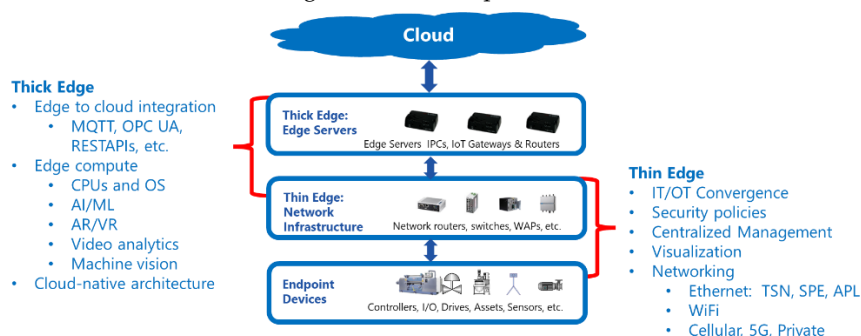 Cloud
Thick Edge
• Edge to cloud integration
• MQTT, OPC UA,
RESTAPIs, etc.
• Edge compute
• CPUs and OS
• AI/ML
• AR/VR
• Video analytics
• Machine vision
• Cloud-native architecture
Thick Edge:
Edge Servers
Edge Servers IPCs, IoT Gateways & Routers
Thin Edge:
Network
Infrastructure
Network routers, switches, WAPs, etc.
Endpoint
Devices
Controllers, I/O, Drives, Assets, Sensors, etc.
Thin Edge
• IT/OT Convergence
• Security policies
• Centralized Management
• Visualization
• Networking
• Ethernet: TSN, SPE, APL
• WiFi
• Cellular, 5G, Private